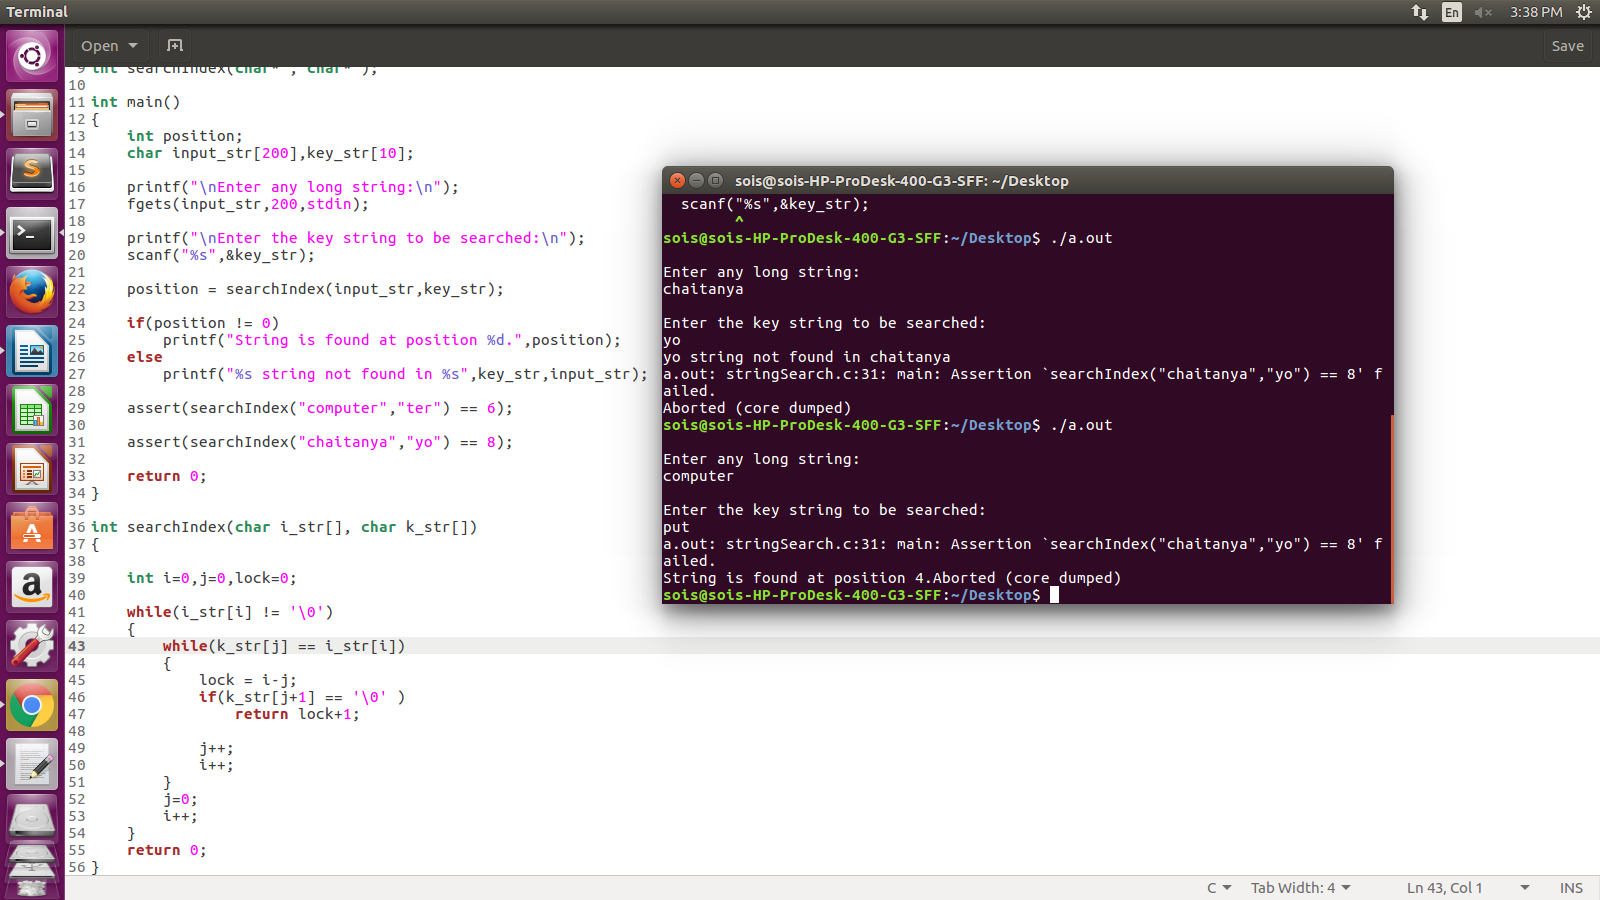 Terminal
En
3:38 PM
Open
Save
9 int searchIndex(char* , char* );
10
11 int main()
12 {
13 int position;
14 char input_str[200],key_str[10];
15
16 printf("\nEnter any long string:\n");
17 fgets(input_str,200,stdin);
18
19 printf("\nEnter the key string to be searched:\n");
20 scanf("%s",&key_str);
21
22 position = searchIndex(input_str,key_str);
23
24 if(position != 0)
25 printf("String is found at position %d.",position);
26 else
27 printf("%s string not found in %s",key_str,input_str);
28
29 assert(searchIndex("computer","ter") == 6);
30
31 assert(searchIndex("chaitanya","yo") == 8);
32
33 return 0;
34 }
35
36 int searchIndex(char i_str[], char k_str[])
37 {
38
39 int i=0,j=0,lock=0;
40
41 while(i_str[i] != '\0')
42 {
43 while(k_str[j] == i_str[i])
44 {
45 lock = i-j;
46 if(k_str[j+1] == '\0' )
47 return lock+1;
48
49 j++;
50 i++;
51 }
52 j=0;
53 i++;
54 }
55 return 0;
56 }
sois@sois-HP-ProDesk-400-G3-SFF: ~/Desktop
scanf("%s",&key_str);
^
sois@sois-HP-ProDesk-400-G3-SFF:~/Desktop$ ./a.out
Enter any long string:
chaitanya
Enter the key string to be searched:
yo
yo string not found in chaitanya
a.out: stringSearch.c:31: main: Assertion `searchIndex("chaitanya","yo") == 8' f
ailed.
Aborted (core dumped)
sois@sois-HP-ProDesk-400-G3-SFF:~/Desktop$ ./a.out
Enter any long string:
computer
Enter the key string to be searched:
put
a.out: stringSearch.c:31: main: Assertion `searchIndex("chaitanya","yo") == 8' f
ailed.
String is found at position 4.Aborted (core dumped)
sois@sois-HP-ProDesk-400-G3-SFF:~/Desktop$
C
Tab Width: 4
Ln 43, Col 1
INS